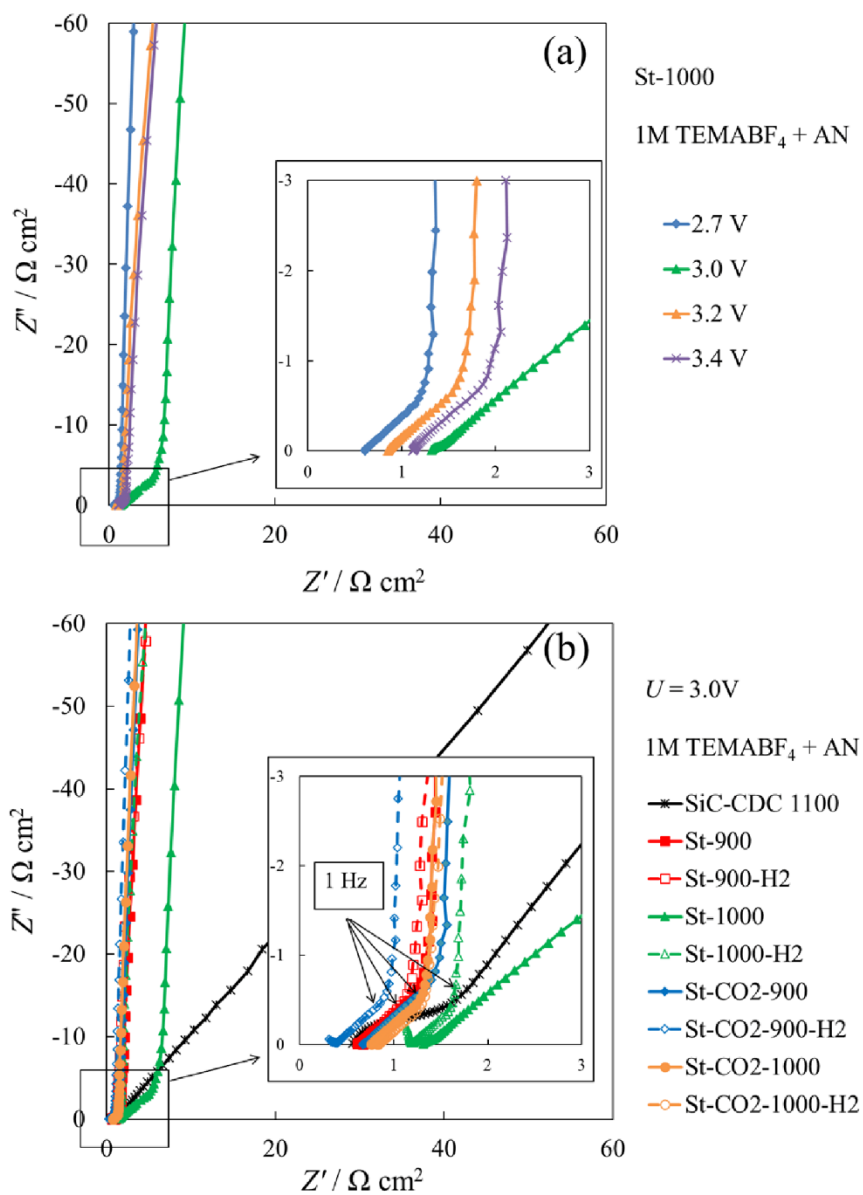 (a)
St-1000
1M TEMABF₄ + AN
2.7 V
3.0 V
3.2 V
3.4 V
Z″ / Ω cm²
-60
-50
-40
-30
-20
-10
0
-3
-2
-1
0
0
1
2
3
0
20
40
60
Z′ / Ω cm²
(b)
U = 3.0V
1M TEMABF₄ + AN
SiC-CDC 1100
St-900
St-900-H2
St-1000
St-1000-H2
St-CO2-900
St-CO2-900-H2
St-CO2-1000
St-CO2-1000-H2
Z″ / Ω cm²
-60
-50
-40
-30
-20
-10
0
-3
-2
-1
0
1 Hz
0
1
2
3
0
20
40
60
Z′ / Ω cm²